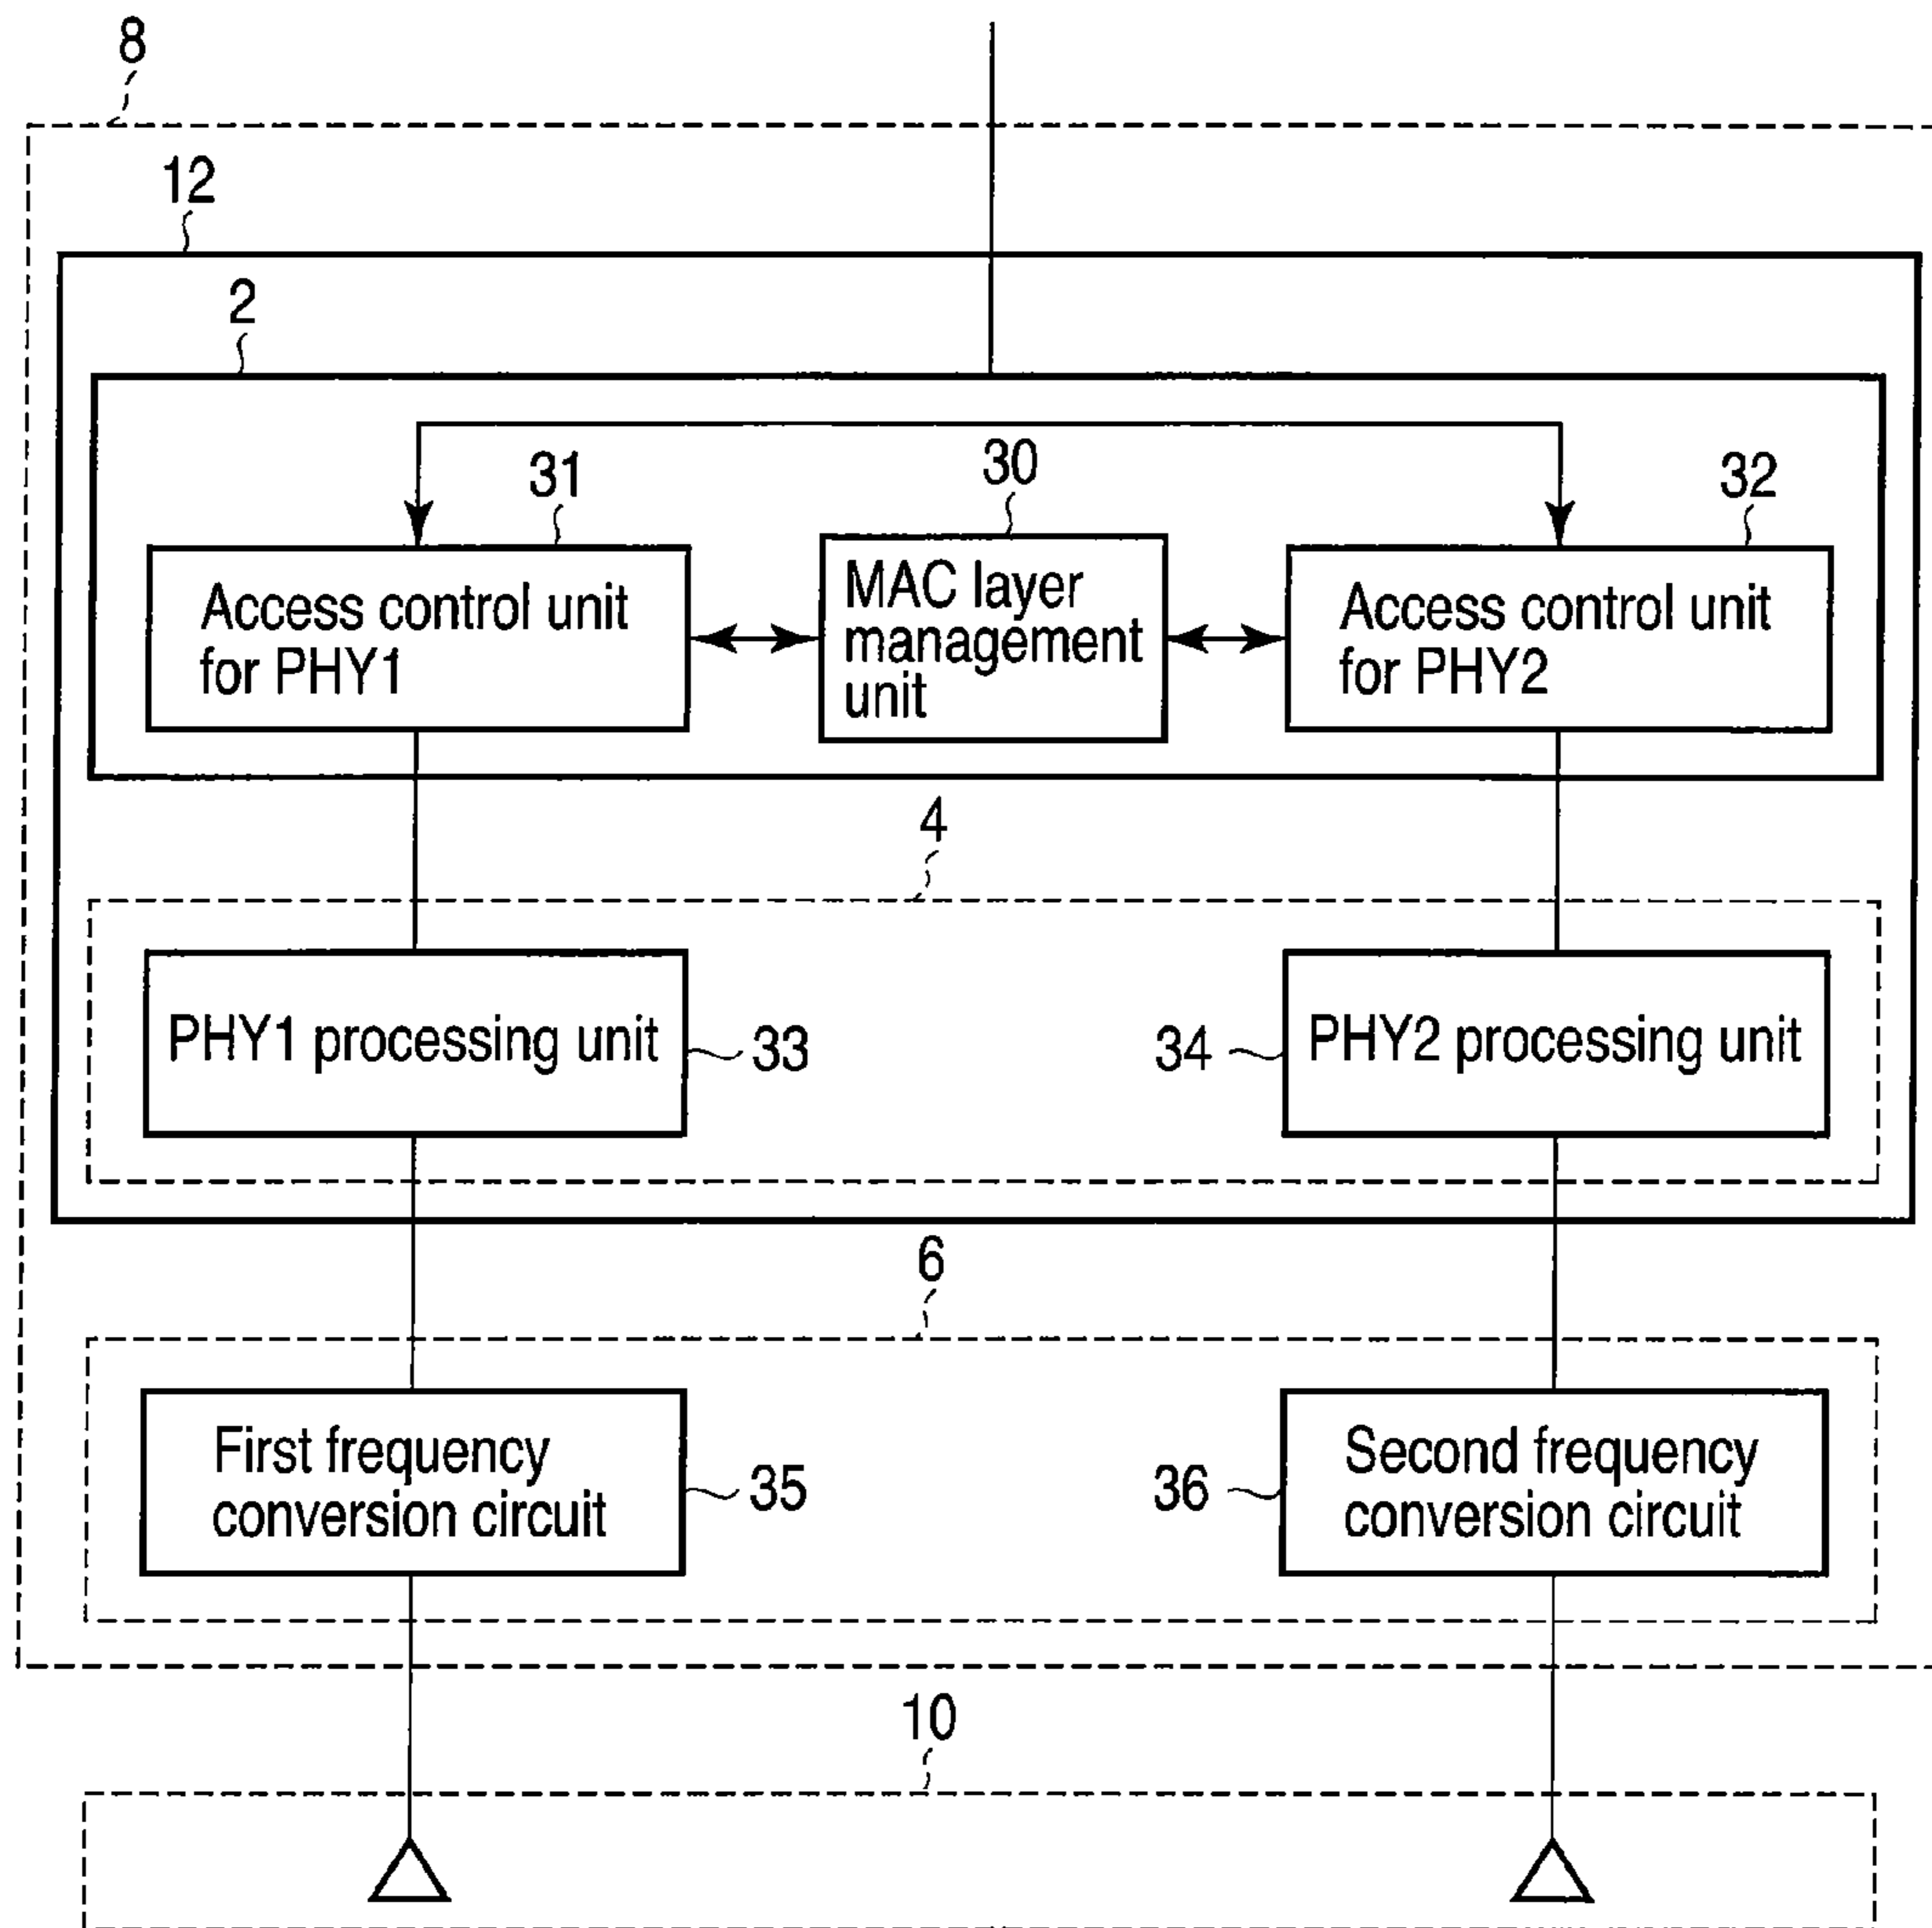 8
12
2
31
30
32
Access control unit
for PHY1
MAC layer
management
unit
Access control unit
for PHY2
4
PHY1 processing unit
33
34
PHY2 processing unit
6
First frequency
conversion circuit
35
36
Second frequency
conversion circuit
10